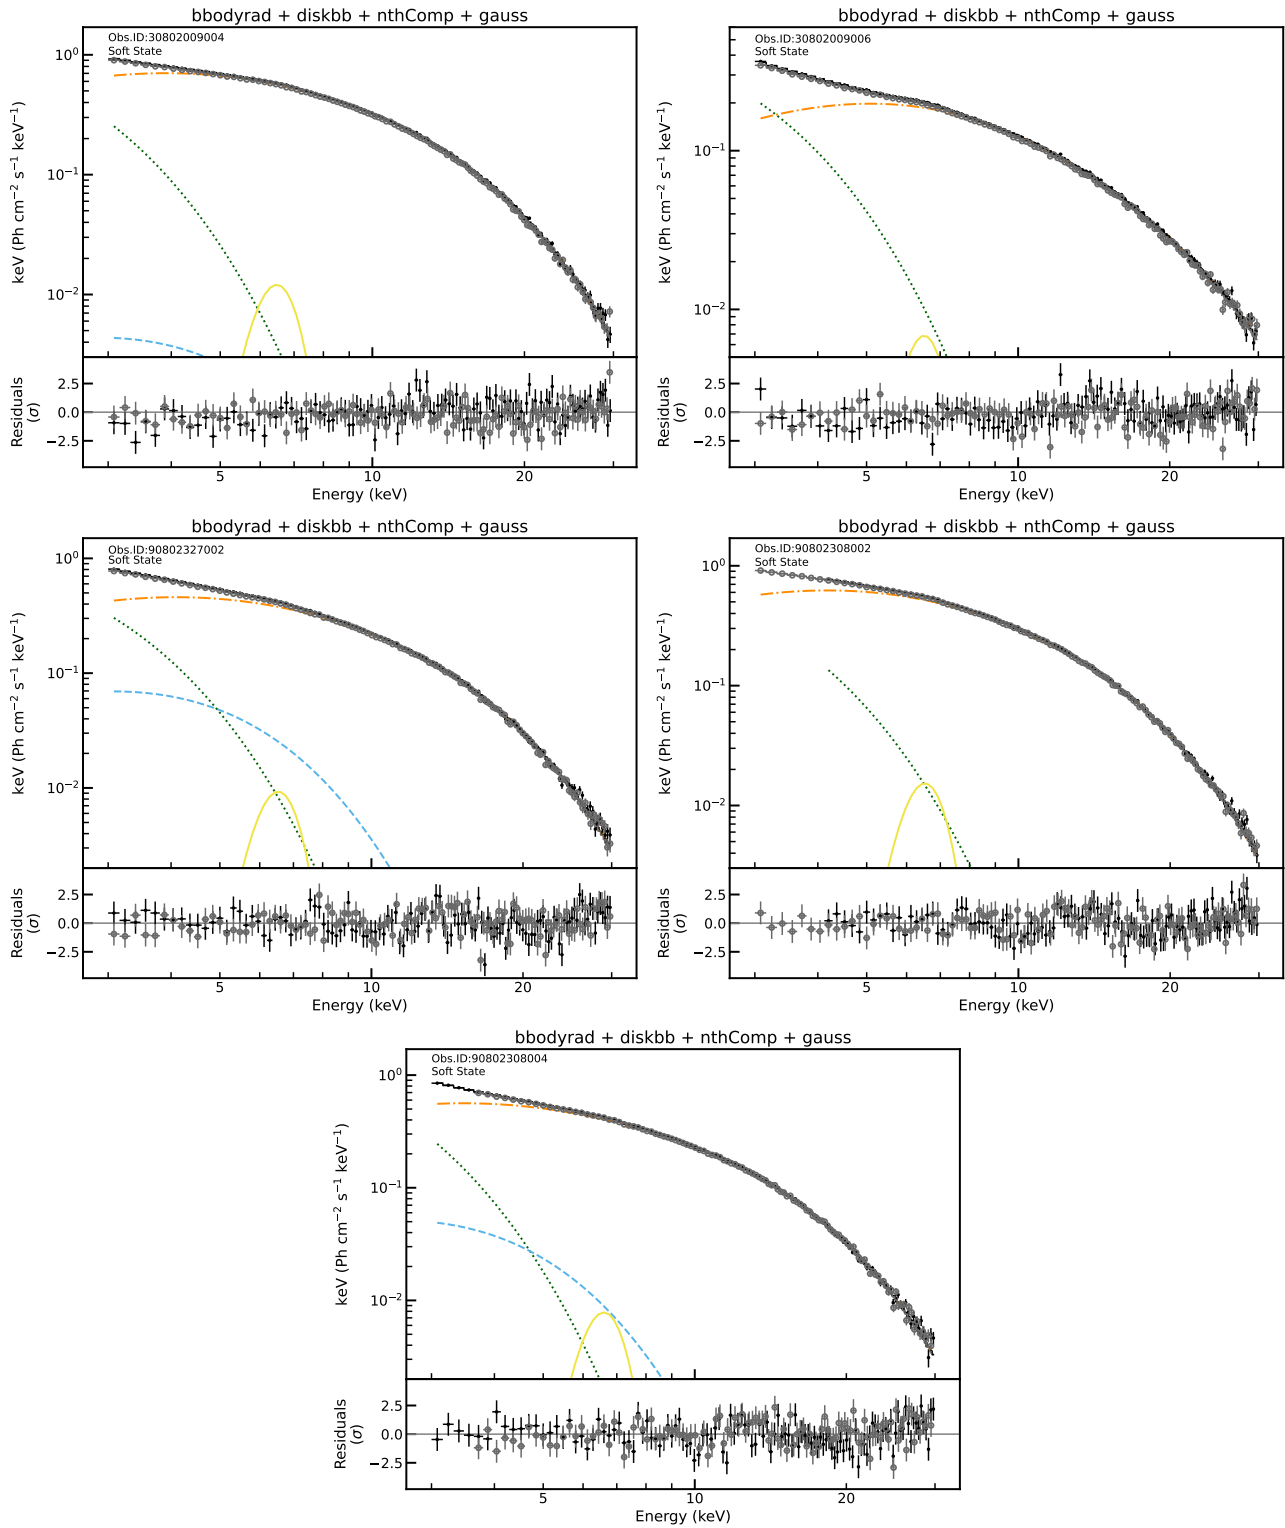 bbodyrad + diskbb + nthComp + gauss
Obs.ID:30802009004
Soft State
10⁰
10⁻¹
10⁻²
keV (Ph cm⁻² s⁻¹ keV⁻¹)
2.5
0.0
−2.5
Residuals
(σ)
5
10
20
Energy (keV)
bbodyrad + diskbb + nthComp + gauss
Obs.ID:30802009006
Soft State
10⁻¹
10⁻²
keV (Ph cm⁻² s⁻¹ keV⁻¹)
2.5
0.0
−2.5
Residuals
(σ)
5
10
20
Energy (keV)
bbodyrad + diskbb + nthComp + gauss
Obs.ID:90802327002
Soft State
10⁰
10⁻¹
10⁻²
keV (Ph cm⁻² s⁻¹ keV⁻¹)
2.5
0.0
−2.5
Residuals
(σ)
5
10
20
Energy (keV)
bbodyrad + diskbb + nthComp + gauss
Obs.ID:90802308002
Soft State
10⁰
10⁻¹
10⁻²
keV (Ph cm⁻² s⁻¹ keV⁻¹)
2.5
0.0
−2.5
Residuals
(σ)
5
10
20
Energy (keV)
bbodyrad + diskbb + nthComp + gauss
Obs.ID:90802308004
Soft State
10⁰
10⁻¹
10⁻²
keV (Ph cm⁻² s⁻¹ keV⁻¹)
2.5
0.0
−2.5
Residuals
(σ)
5
10
20
Energy (keV)